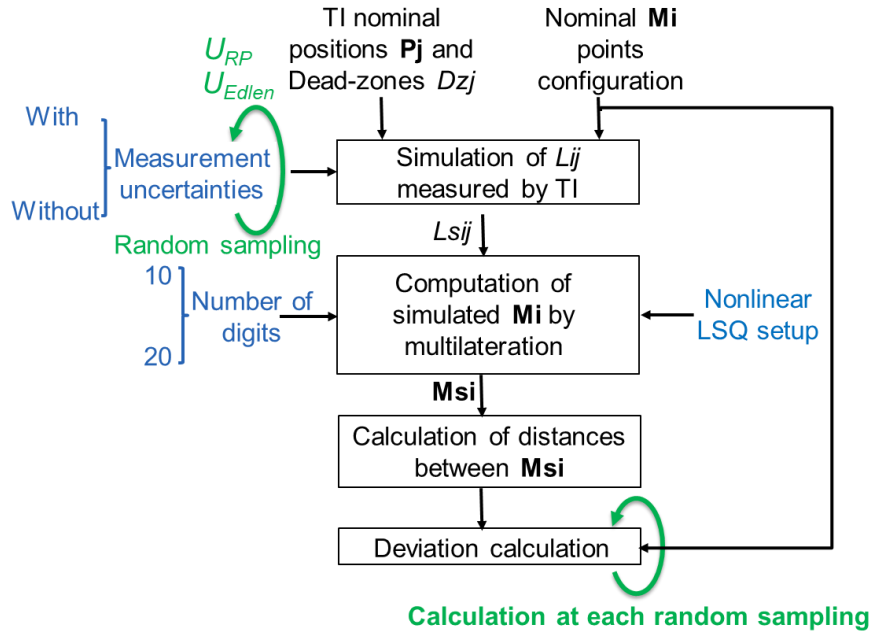 TI nominal
positions Pj and
Dead-zones Dzj
Nominal Mi
points
configuration
U_RP
U_Edlen
With
Without
Measurement
uncertainties
Random sampling
Simulation of Lij
measured by TI
Lsij
10
20
Number of
digits
Computation of
simulated Mi by
multilateration
Nonlinear
LSQ setup
Msi
Calculation of distances
between Msi
Deviation calculation
Calculation at each random sampling